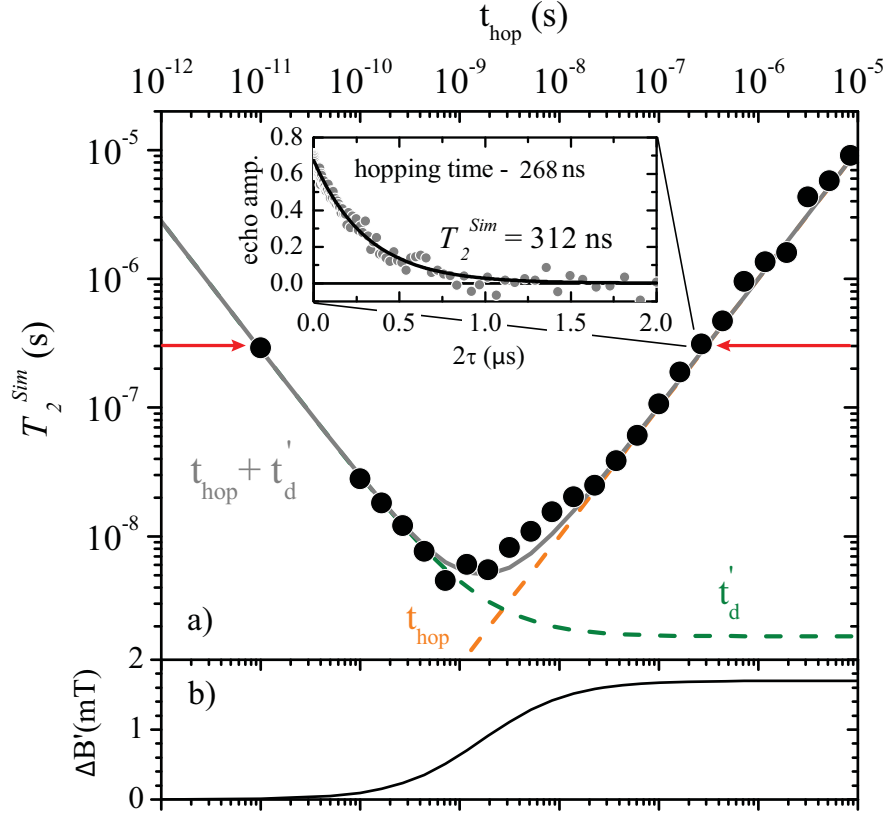 t_hop (s)
10^-12 10^-11 10^-10 10^-9 10^-8 10^-7 10^-6 10^-5
10^-5
10^-6
10^-7
10^-8
T_2^Sim (s)
0.8
0.6
0.4
0.2
0.0
echo amp.
hopping time - 268 ns
T_2^Sim = 312 ns
0.0 0.5 1.0 1.5 2.0
2τ (μs)
t_hop + t_d'
t_hop
t_d'
a)
2
b)
1
0
ΔB'(mT)